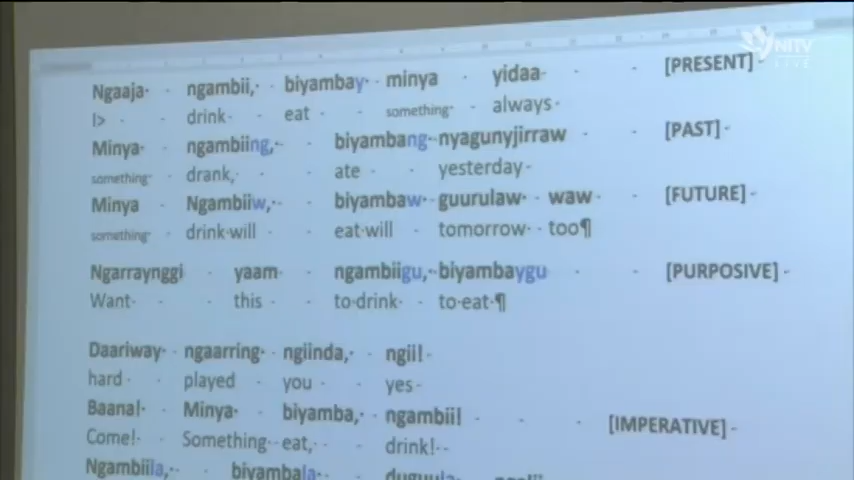 NITV
LIVE
Ngaaja ngambii, biyambay minya yidaa [PRESENT]
I> drink eat something always
Minya ngambiing, biyambang nyagunyjirraw [PAST]
something drank, ate yesterday
Minya Ngambiiw, biyambaw guurulaw waw [FUTURE]
something drink will eat will tomorrow too¶
Ngarraynggi yaam ngambiigu, biyambaygu [PURPOSIVE]
Want this to drink to eat ¶
Daariway ngaarring ngiinda, ngii!
hard played you yes
Baana! Minya biyamba, ngambii! [IMPERATIVE]
Come! Something eat, drink!
Ngambiila, biyambala